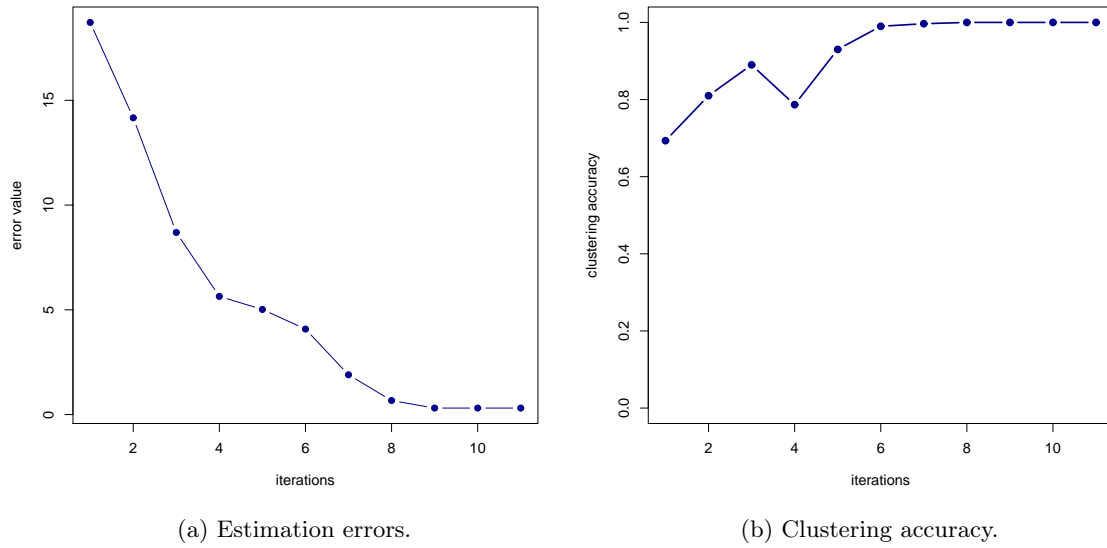 error value
15
10
5
0
2 4 6 8 10
iterations
(a) Estimation errors.
clustering accuracy
1.0
0.8
0.6
0.4
0.2
0.0
2 4 6 8 10
iterations
(b) Clustering accuracy.